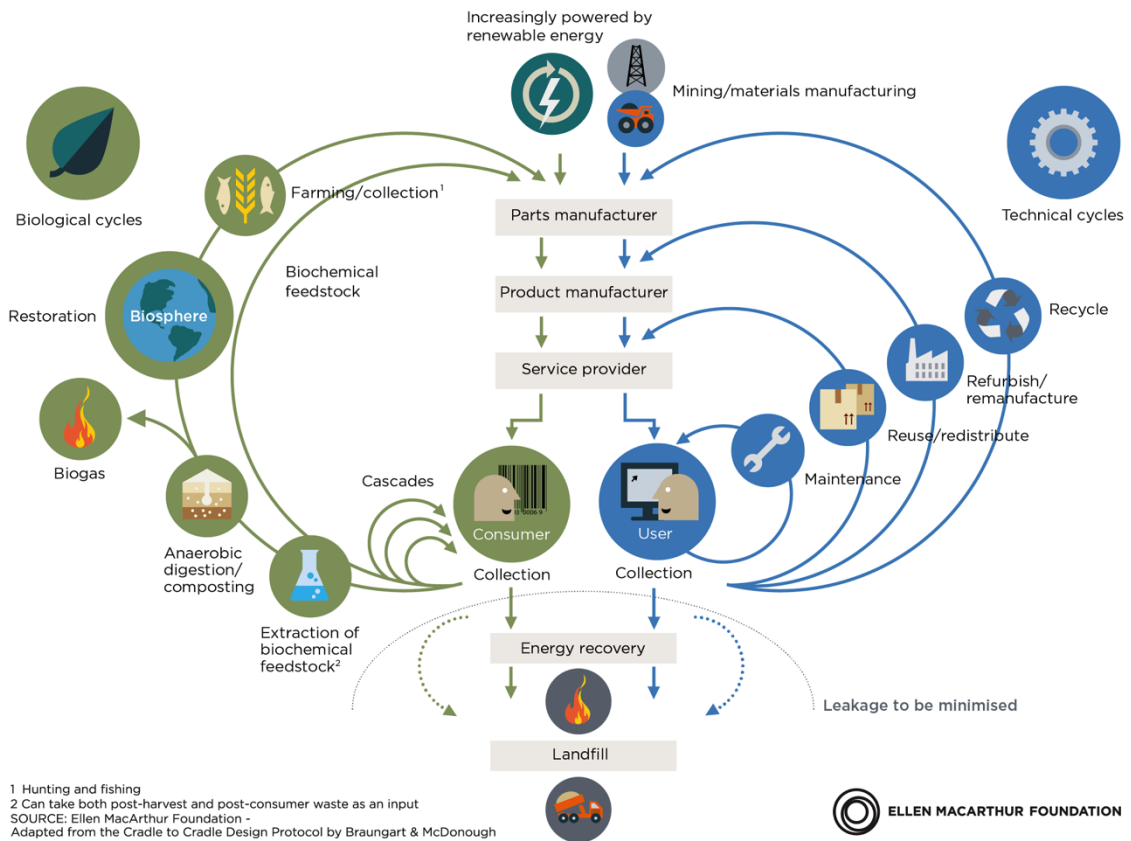 Increasingly powered by
renewable energy
Mining/materials manufacturing
Biological cycles
Technical cycles
Farming/collection¹
Parts manufacturer
Biochemical
feedstock
Product manufacturer
Restoration
Biosphere
Recycle
Service provider
Refurbish/
remanufacture
Reuse/redistribute
Biogas
Maintenance
Cascades
Consumer
User
Anaerobic
digestion/
composting
Collection
Collection
Extraction of
biochemical
feedstock²
Energy recovery
Leakage to be minimised
Landfill
1 Hunting and fishing
2 Can take both post-harvest and post-consumer waste as an input
SOURCE: Ellen MacArthur Foundation -
Adapted from the Cradle to Cradle Design Protocol by Braungart & McDonough
ELLEN MACARTHUR FOUNDATION